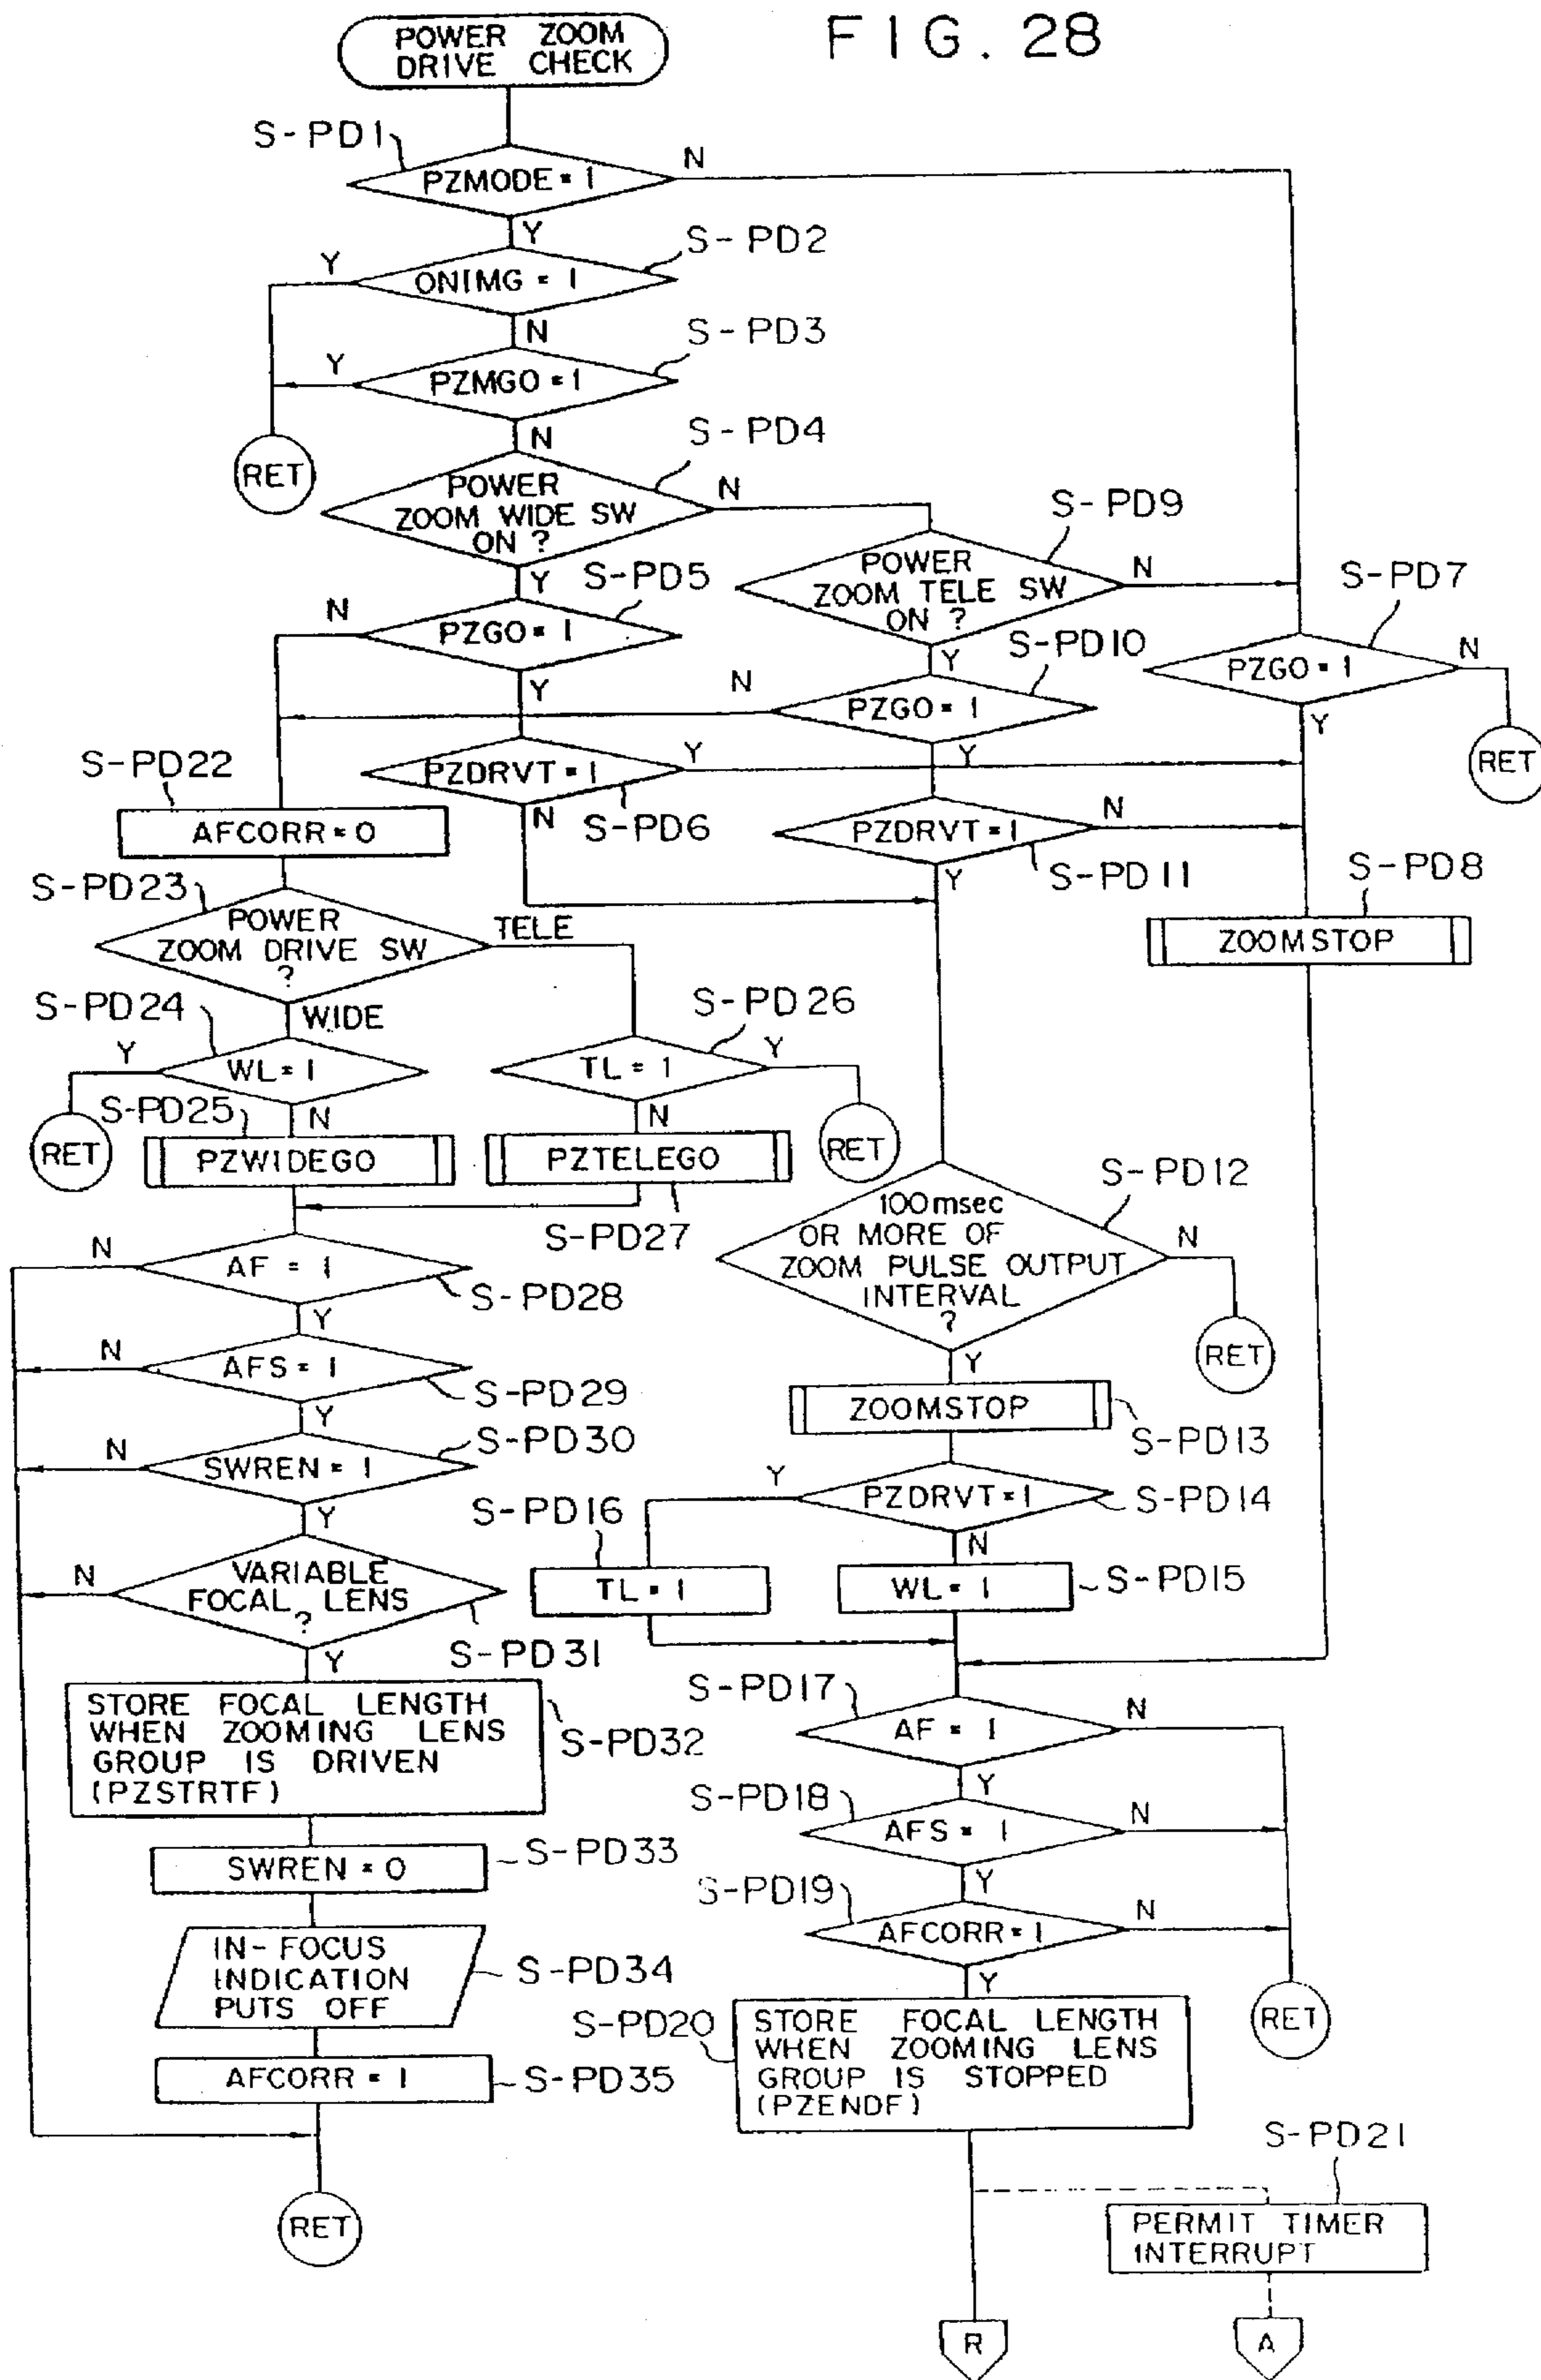 FIG. 28
POWER ZOOM
DRIVE CHECK
S-PD1
PZMODE = 1
N
Y
S-PD2
ONIMG = 1
Y
N
S-PD3
PZMGO = 1
Y
N
RET
S-PD4
POWER
ZOOM WIDE SW
ON ?
N
Y
S-PD9
POWER
ZOOM TELE SW
ON ?
N
Y
S-PD5
PZGO = 1
N
Y
S-PD10
PZGO = 1
N
Y
S-PD7
PZGO = 1
N
Y
RET
PZDRVT = 1
Y
N
S-PD6
PZDRVT = 1
N
Y
S-PD11
S-PD8
ZOOMSTOP
S-PD22
AFCORR = 0
S-PD23
POWER
ZOOM DRIVE SW
?
TELE
WIDE
S-PD24
WL = 1
Y
N
RET
S-PD26
TL = 1
Y
N
RET
S-PD25
PZWIDEGO
PZTELEGO
S-PD27
S-PD12
100msec
OR MORE OF
ZOOM PULSE OUTPUT
INTERVAL
?
N
Y
RET
AF = 1
N
Y
S-PD28
AFS = 1
N
Y
S-PD29
SWREN = 1
N
Y
S-PD30
VARIABLE
FOCAL LENS
?
N
Y
S-PD31
ZOOMSTOP
S-PD13
PZDRVT = 1
Y
N
S-PD14
S-PD16
TL = 1
WL = 1
S-PD15
STORE FOCAL LENGTH
WHEN ZOOMING LENS
GROUP IS DRIVEN
(PZSTRTF)
S-PD32
SWREN = 0
S-PD33
IN-FOCUS
INDICATION
PUTS OFF
S-PD34
AFCORR = 1
S-PD35
RET
S-PD17
AF = 1
N
Y
S-PD18
AFS = 1
N
Y
S-PD19
AFCORR = 1
N
Y
RET
S-PD20
STORE FOCAL LENGTH
WHEN ZOOMING LENS
GROUP IS STOPPED
(PZENDF)
S-PD21
PERMIT TIMER
INTERRUPT
R
A